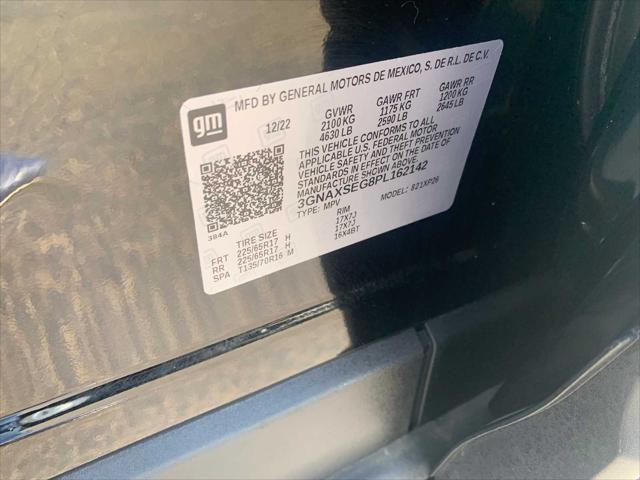 MFD BY GENERAL MOTORS DE MEXICO, S. DE R.L. DE C.V.
gm
12/22
GVWR GAWR FRT GAWR RR
2100 KG 1175 KG 1200 KG
4630 LB 2590 LB 2645 LB
THIS VEHICLE CONFORMS TO ALL
APPLICABLE U.S. FEDERAL MOTOR
VEHICLE SAFETY, BUMPER, AND THEFT
PREVENTION STANDARDS IN EFFECT ON
THE DATE OF MANUFACTURE SHOWN ABOVE.
3GNAXSEG8PL162142
TYPE: MPV MODEL: 821XP26
384A
TIRE SIZE RIM
FRT 225/65R17 H 17X7J
RR 225/65R17 H 17X7J
SPA T135/70R16 M 16X4BT